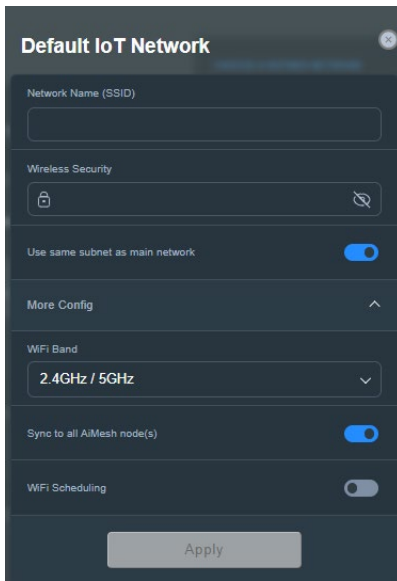 Default IoT Network
Network Name (SSID)
Wireless Security
Use same subnet as main network
More Config
WiFi Band
2.4GHz / 5GHz
Sync to all AiMesh node(s)
WiFi Scheduling
Apply